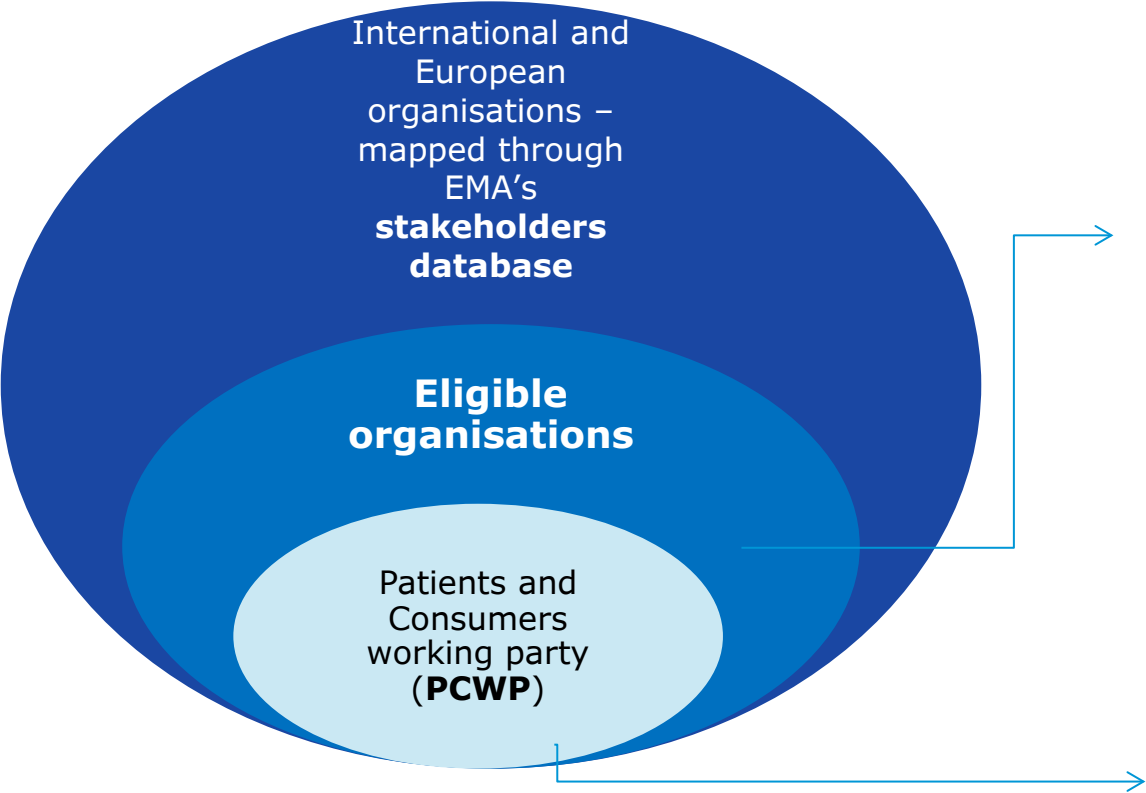 International and
European
organisations –
mapped through
EMA’s
stakeholders
database
Eligible
organisations
Patients and
Consumers
working party
(PCWP)